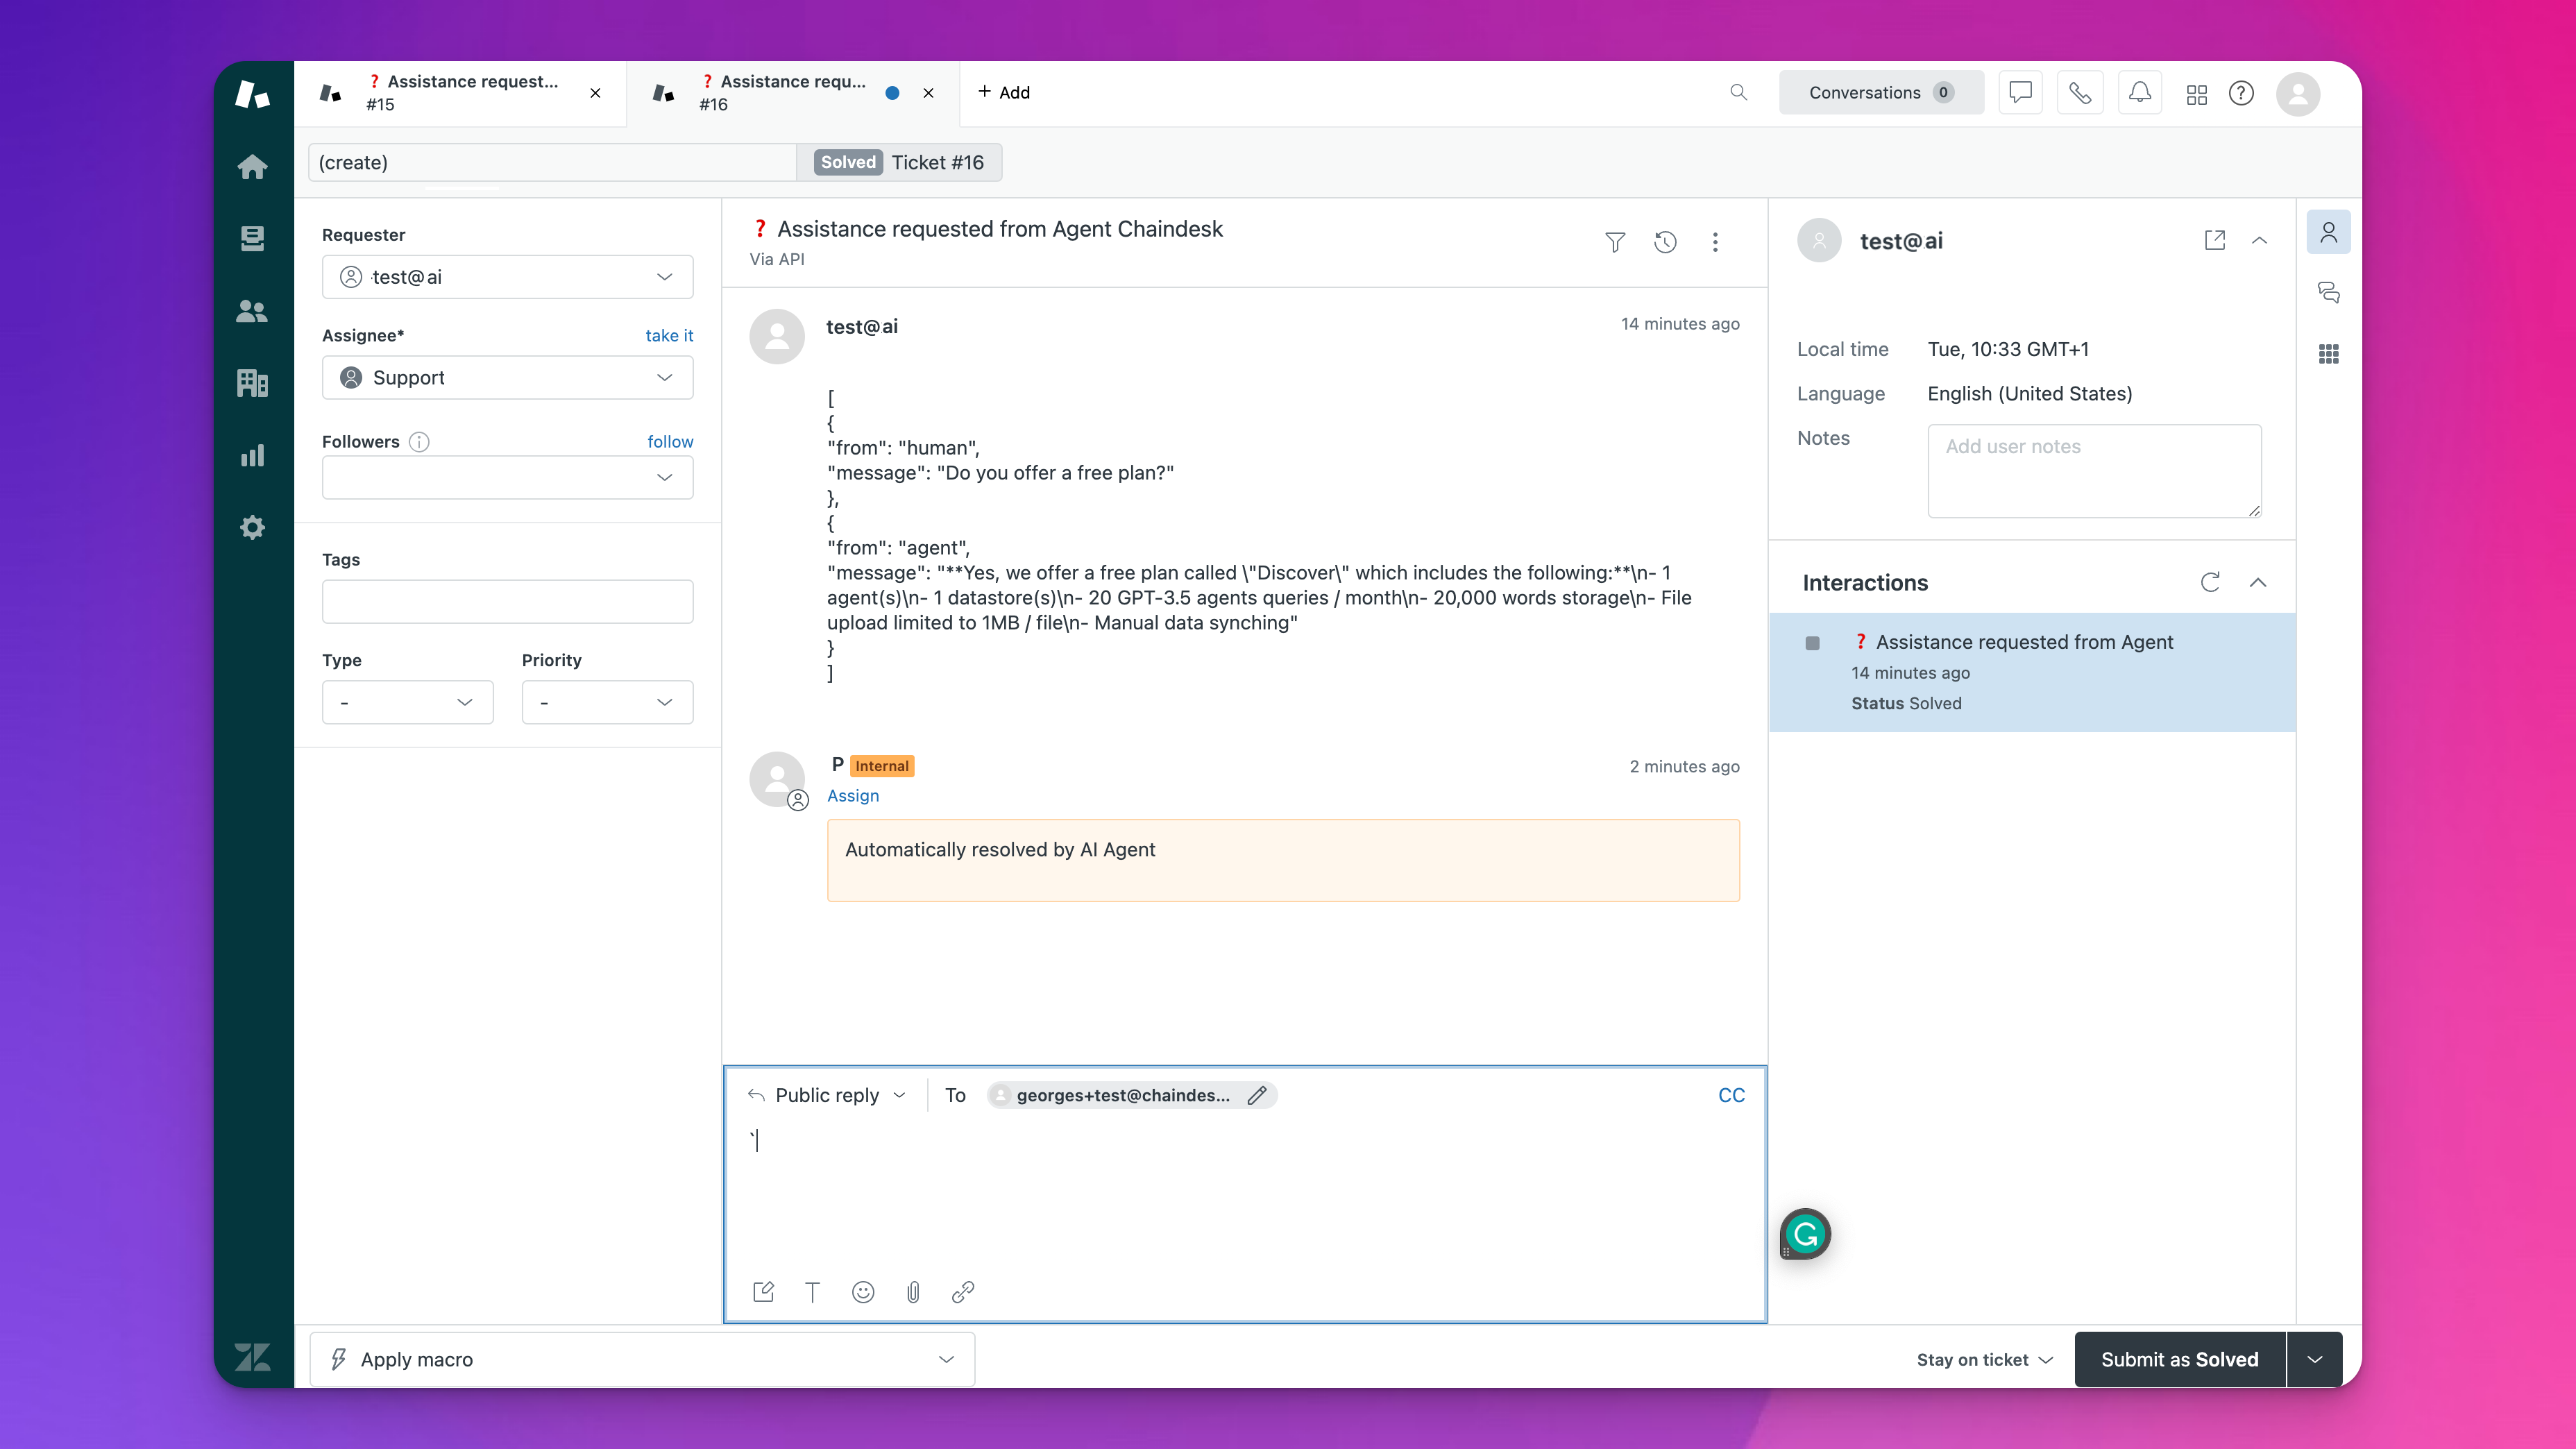 ? Assistance request...
#15
? Assistance requ...
#16
+ Add
Conversations 0
(create)
Solved Ticket #16
Requester
test@ai
Assignee*
take it
Support
Followers
follow
Tags
Type
Priority
-
-
? Assistance requested from Agent Chaindesk
Via API
test@ai
14 minutes ago
[
{
"from": "human",
"message": "Do you offer a free plan?"
},
{
"from": "agent",
"message": "**Yes, we offer a free plan called \"Discover\" which includes the following:**\n- 1
agent(s)\n- 1 datastore(s)\n- 20 GPT-3.5 agents queries / month\n- 20,000 words storage\n- File
upload limited to 1MB / file\n- Manual data synching"
}
]
P Internal
2 minutes ago
Assign
Automatically resolved by AI Agent
Public reply
To
georges+test@chaindes...
CC
`
Apply macro
test@ai
Local time
Tue, 10:33 GMT+1
Language
English (United States)
Notes
Add user notes
Interactions
? Assistance requested from Agent
14 minutes ago
Status Solved
Stay on ticket
Submit as Solved